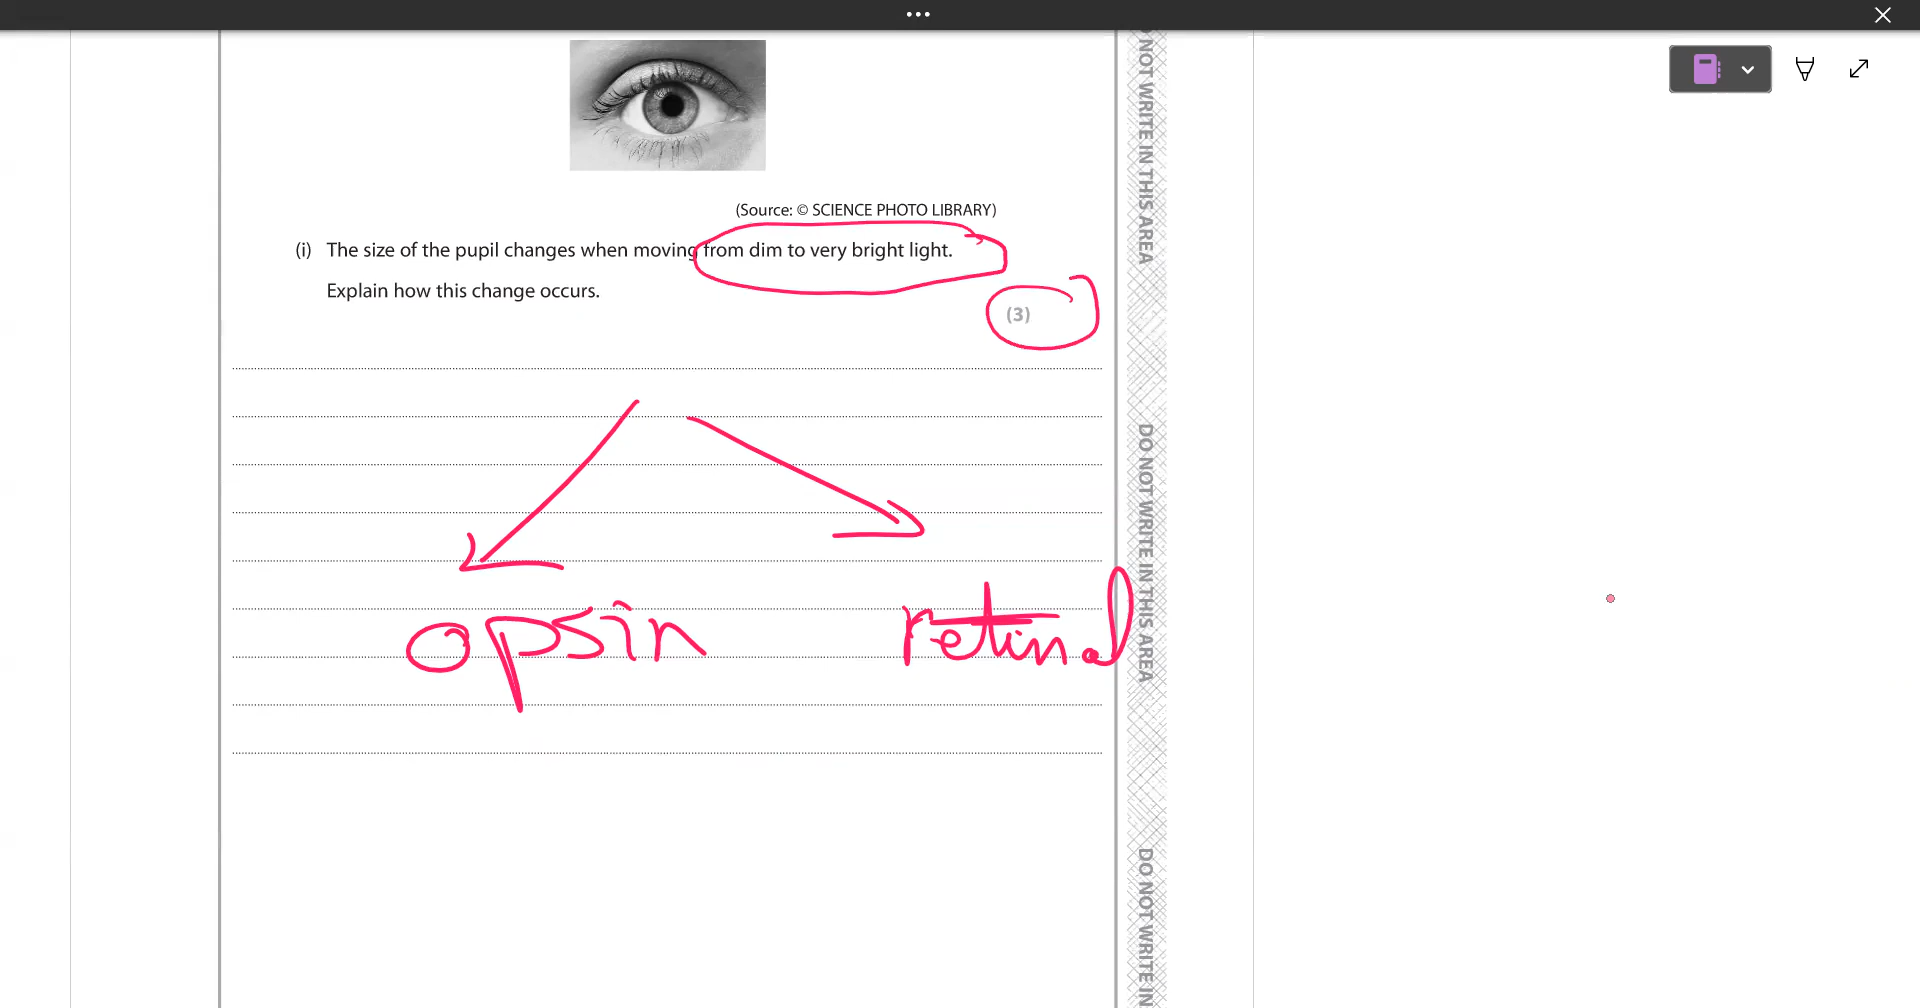 (Source: © SCIENCE PHOTO LIBRARY)
(i) The size of the pupil changes when moving from dim to very bright light.
Explain how this change occurs.
(3)
opsin retinal
DO NOT WRITE IN THIS AREA
DO NOT WRITE IN THIS AREA
DO NOT WRITE IN